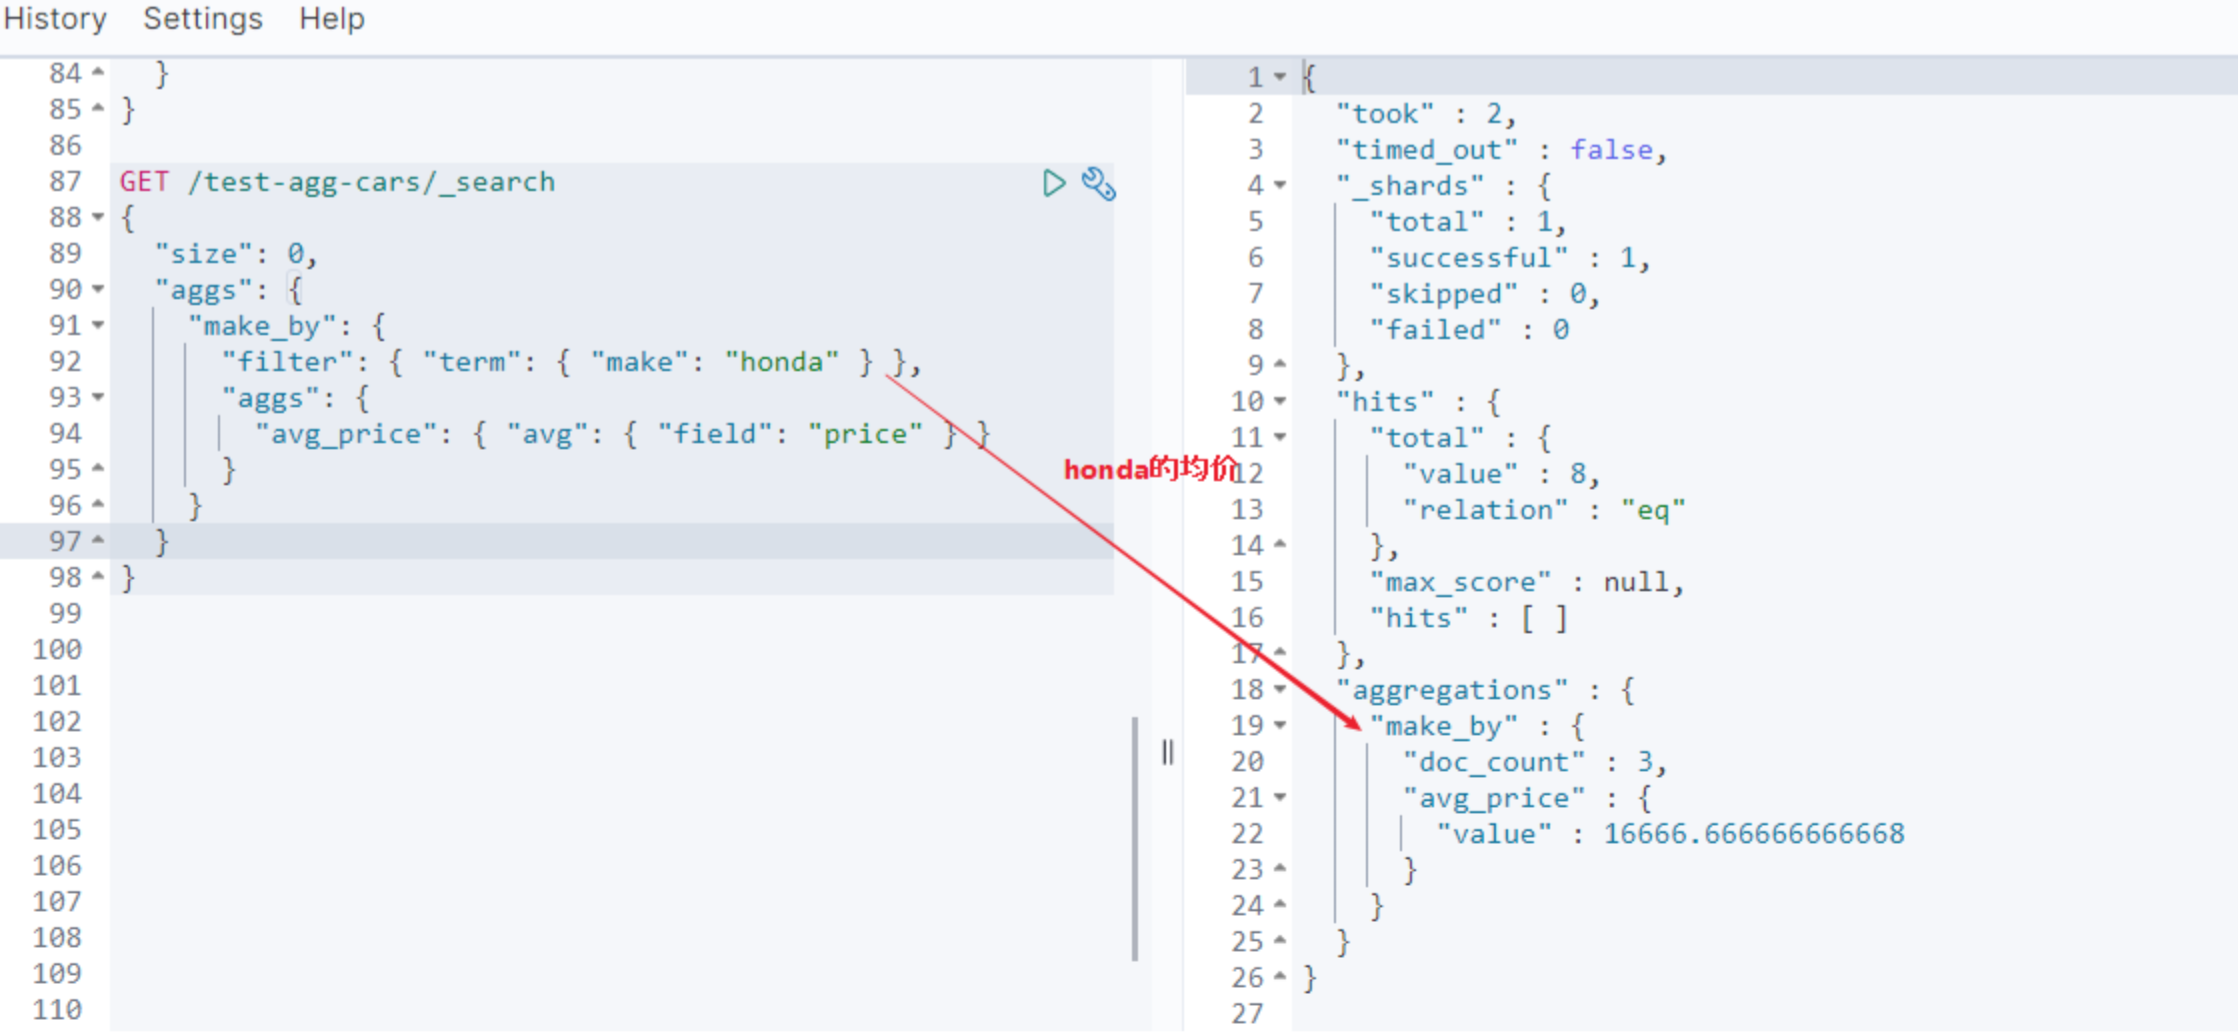 History Settings Help
84 }
85 }
86
87 GET /test-agg-cars/_search
88 {
89 "size": 0,
90 "aggs": {
91 "make_by": {
92 "filter": { "term": { "make": "honda" } },
93 "aggs": {
94 "avg_price": { "avg": { "field": "price" } }
95 }
96 }
97 }
98 }
99
100
101
102
103
104
105
106
107
108
109
110
honda的均价
1 {
2 "took" : 2,
3 "timed_out" : false,
4 "_shards" : {
5 "total" : 1,
6 "successful" : 1,
7 "skipped" : 0,
8 "failed" : 0
9 },
10 "hits" : {
11 "total" : {
12 "value" : 8,
13 "relation" : "eq"
14 },
15 "max_score" : null,
16 "hits" : [ ]
17 },
18 "aggregations" : {
19 "make_by" : {
20 "doc_count" : 3,
21 "avg_price" : {
22 "value" : 16666.666666666668
23 }
24 }
25 }
26 }
27